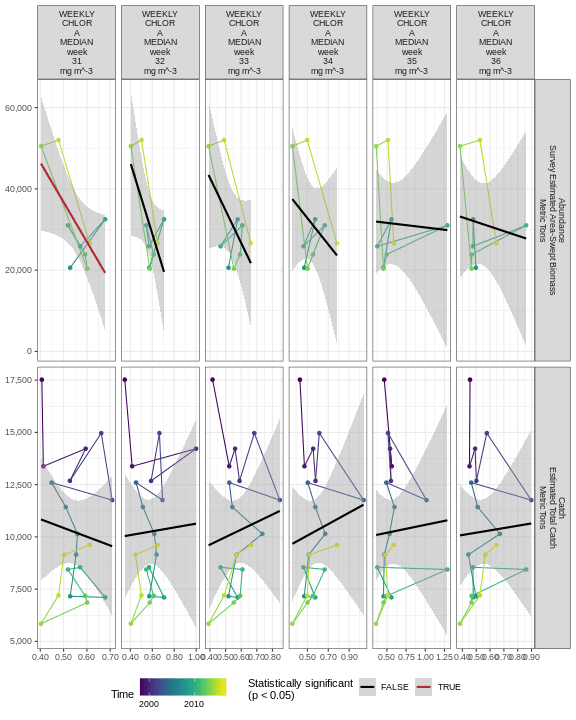 WEEKLY CHLOR A MEDIAN week 31 mg m^-3
WEEKLY CHLOR A MEDIAN week 32 mg m^-3
WEEKLY CHLOR A MEDIAN week 33 mg m^-3
WEEKLY CHLOR A MEDIAN week 34 mg m^-3
WEEKLY CHLOR A MEDIAN week 35 mg m^-3
WEEKLY CHLOR A MEDIAN week 36 mg m^-3
60,000
40,000
20,000
0
Abundance
Survey Estimated Area-Swept Biomass
Metric Tons
17,500
15,000
12,500
10,000
7,500
5,000
Catch
Estimated Total Catch
Metric Tons
0.40 0.50 0.60 0.70
0.40 0.60 0.80 1.00
0.40 0.50 0.60 0.70 0.80
0.50 0.70 0.90
0.50 0.75 1.00 1.25
0.40 0.50 0.60 0.70 0.80 0.90
Time
2000 2010
Statistically significant
(p < 0.05)
FALSE
TRUE